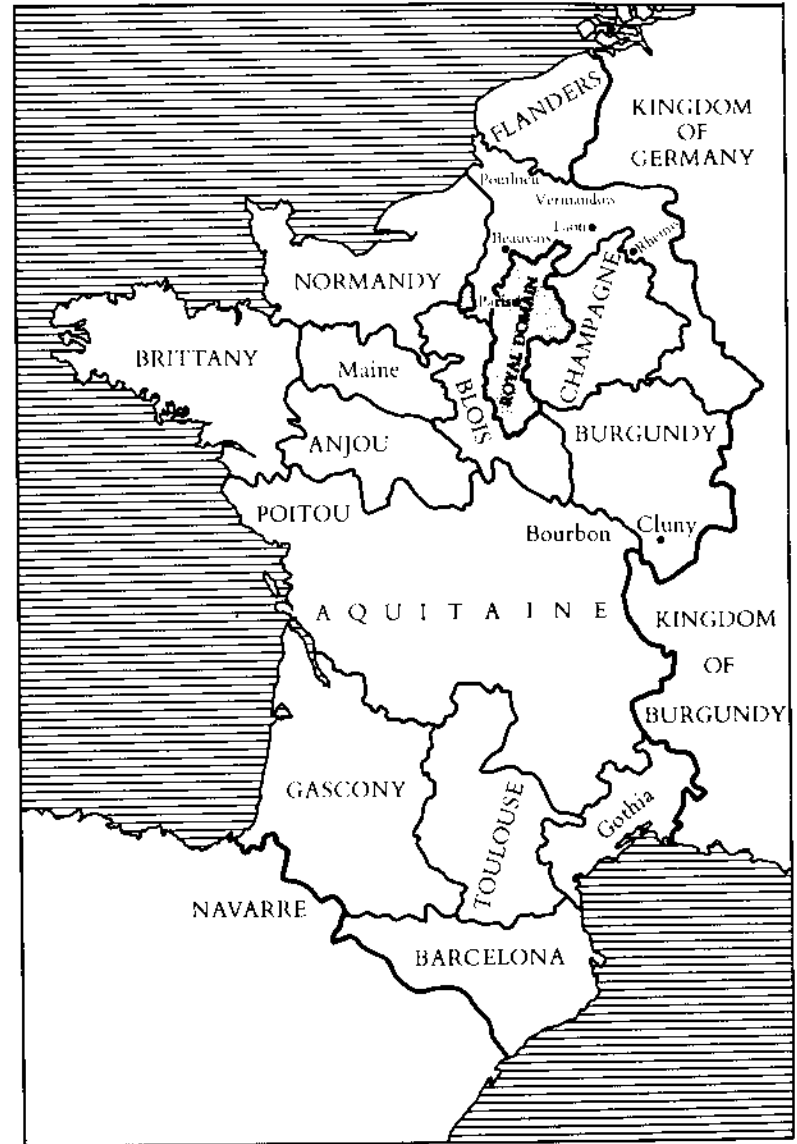 FLANDERS
KINGDOM
OF
GERMANY
Vermandois
Laon
Rheims
Beauvais
NORMANDY
Paris
ROYAL DOMAIN
CHAMPAGNE
BRITTANY
Maine
BLOIS
ANJOU
BURGUNDY
POITOU
Bourbon
Cluny
AQUITAINE
KINGDOM
OF
BURGUNDY
GASCONY
TOULOUSE
Gothia
NAVARRE
BARCELONA